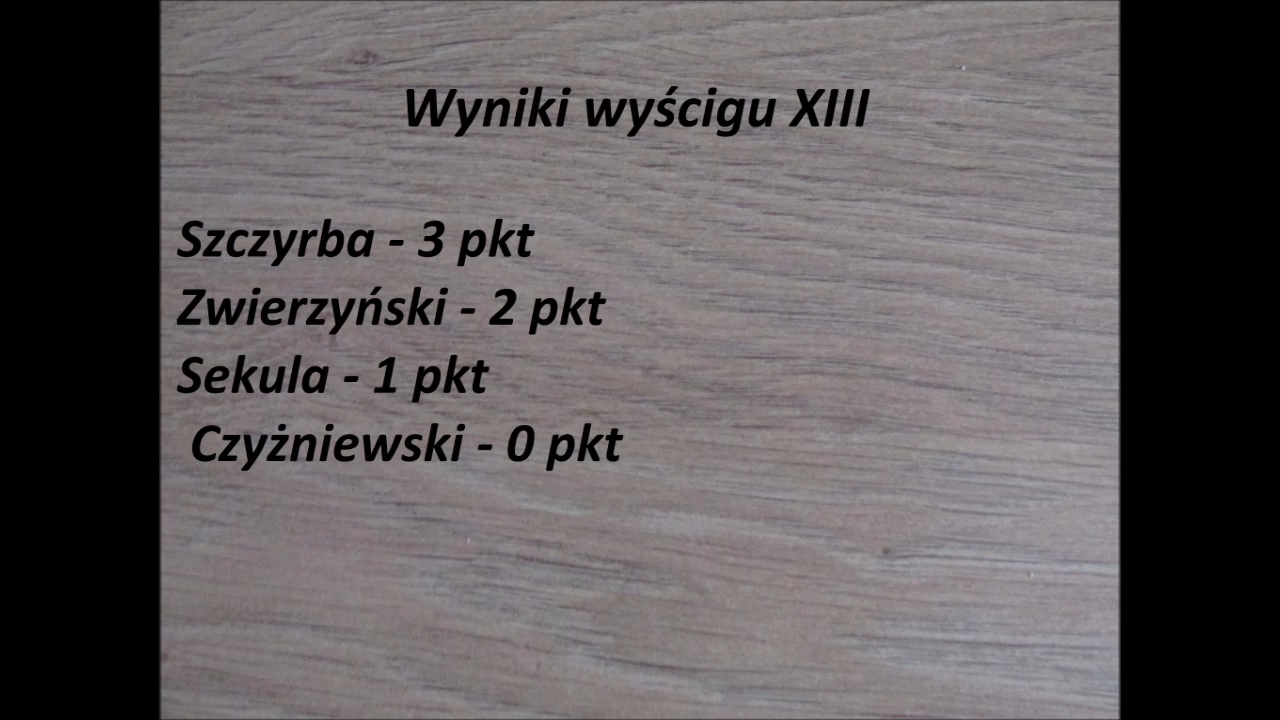 Wyniki wyścigu XIII
Szczyrba - 3 pkt
Zwierzyński - 2 pkt
Sekula - 1 pkt
Czyżniewski - 0 pkt